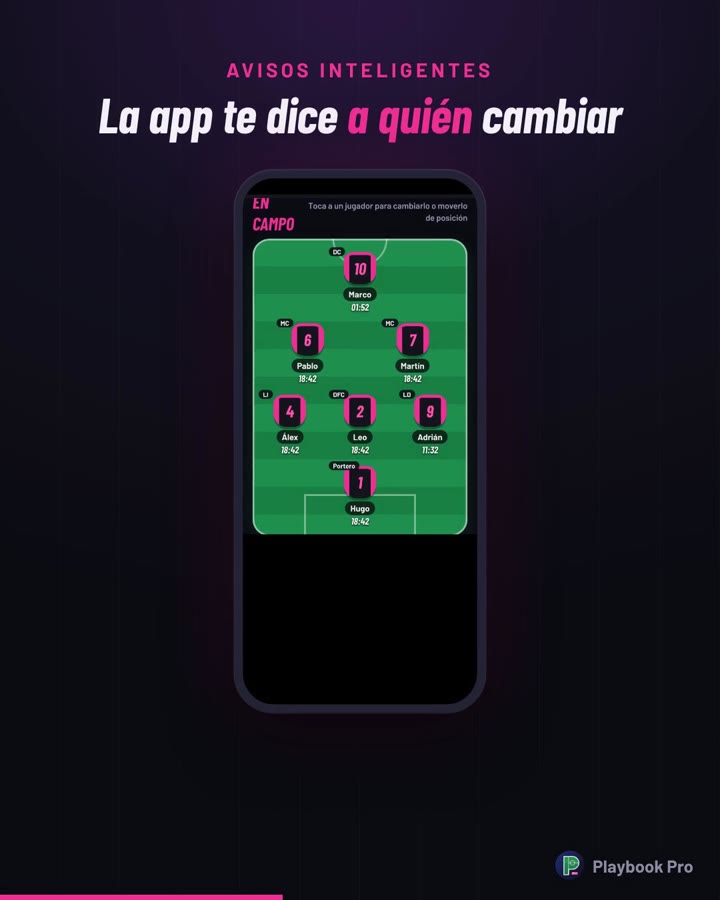 AVISOS INTELIGENTES
La app te dice a quién cambiar
EN
CAMPO
Toca a un jugador para cambiarlo o moverlo
de posición
DC
10
Marco
01:52
MC
6
Pablo
18:42
MC
7
Martín
18:42
LI
4
Álex
18:42
DFC
2
Leo
18:42
LD
9
Adrián
11:32
Portero
1
Hugo
18:42
Playbook Pro